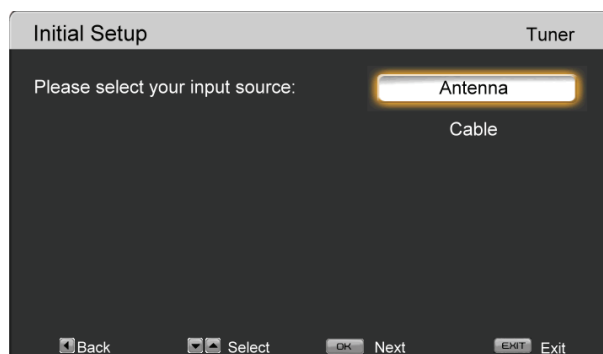 Initial Setup Tuner
Please select your input source: Antenna
Cable
Back Select OK Next EXIT Exit